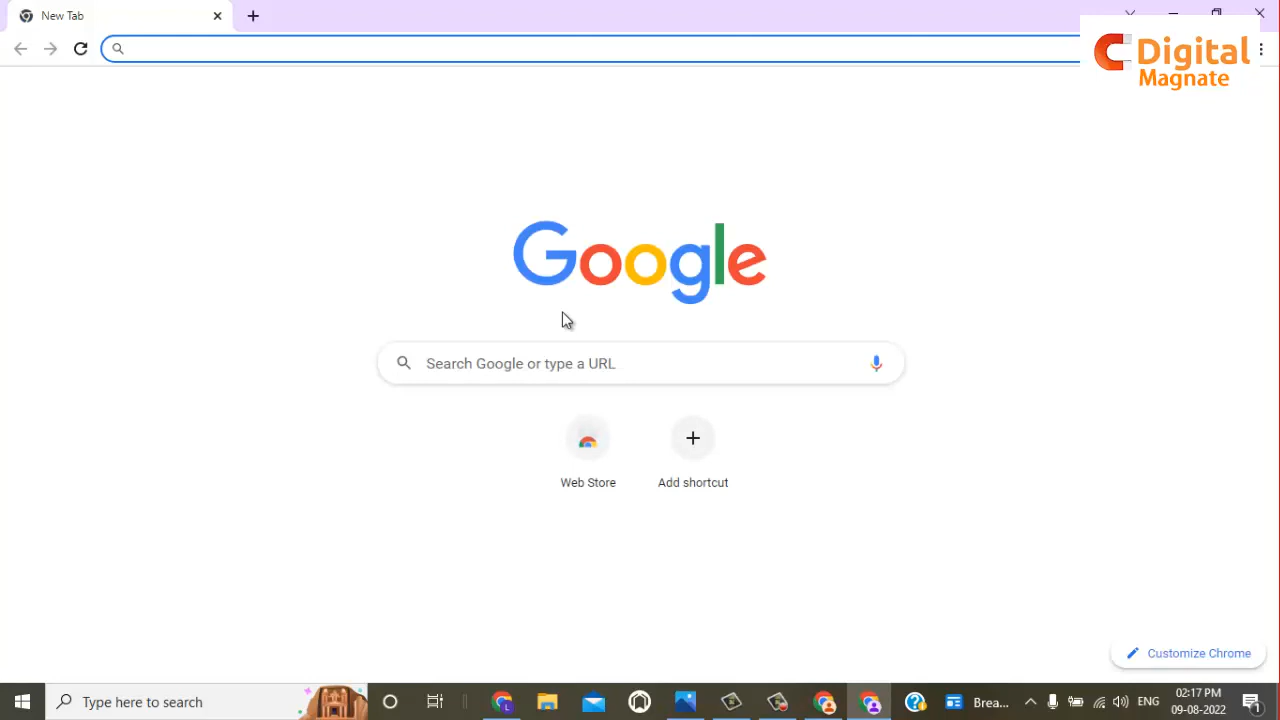 New Tab
Digital
Magnate
Google
Search Google or type a URL
Web Store
Add shortcut
Customize Chrome
Type here to search
L
Brea...
ENG
02:17 PM
09-08-2022
1